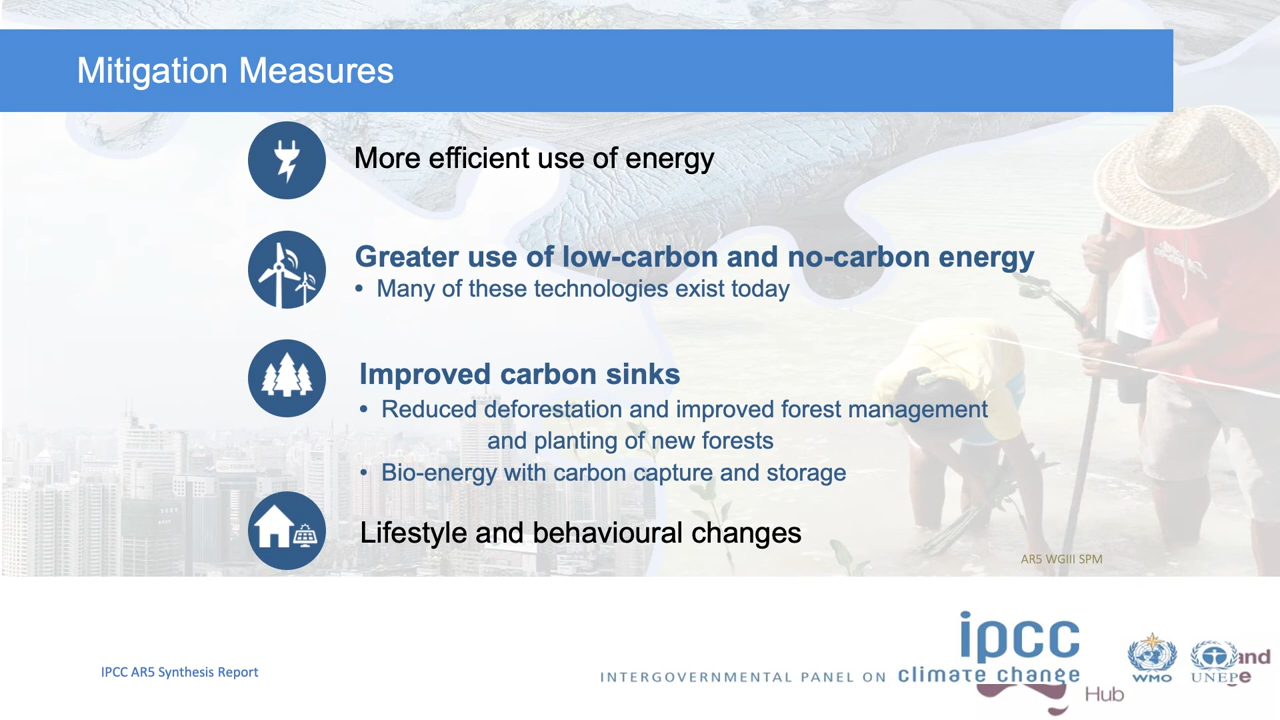 Mitigation Measures
More efficient use of energy
Greater use of low-carbon and no-carbon energy
• Many of these technologies exist today
Improved carbon sinks
• Reduced deforestation and improved forest management
and planting of new forests
• Bio-energy with carbon capture and storage
Lifestyle and behavioural changes
AR5 WGIII SPM
IPCC AR5 Synthesis Report
ipcc
INTERGOVERNMENTAL PANEL ON climate change
WMO
UNEP
Hub